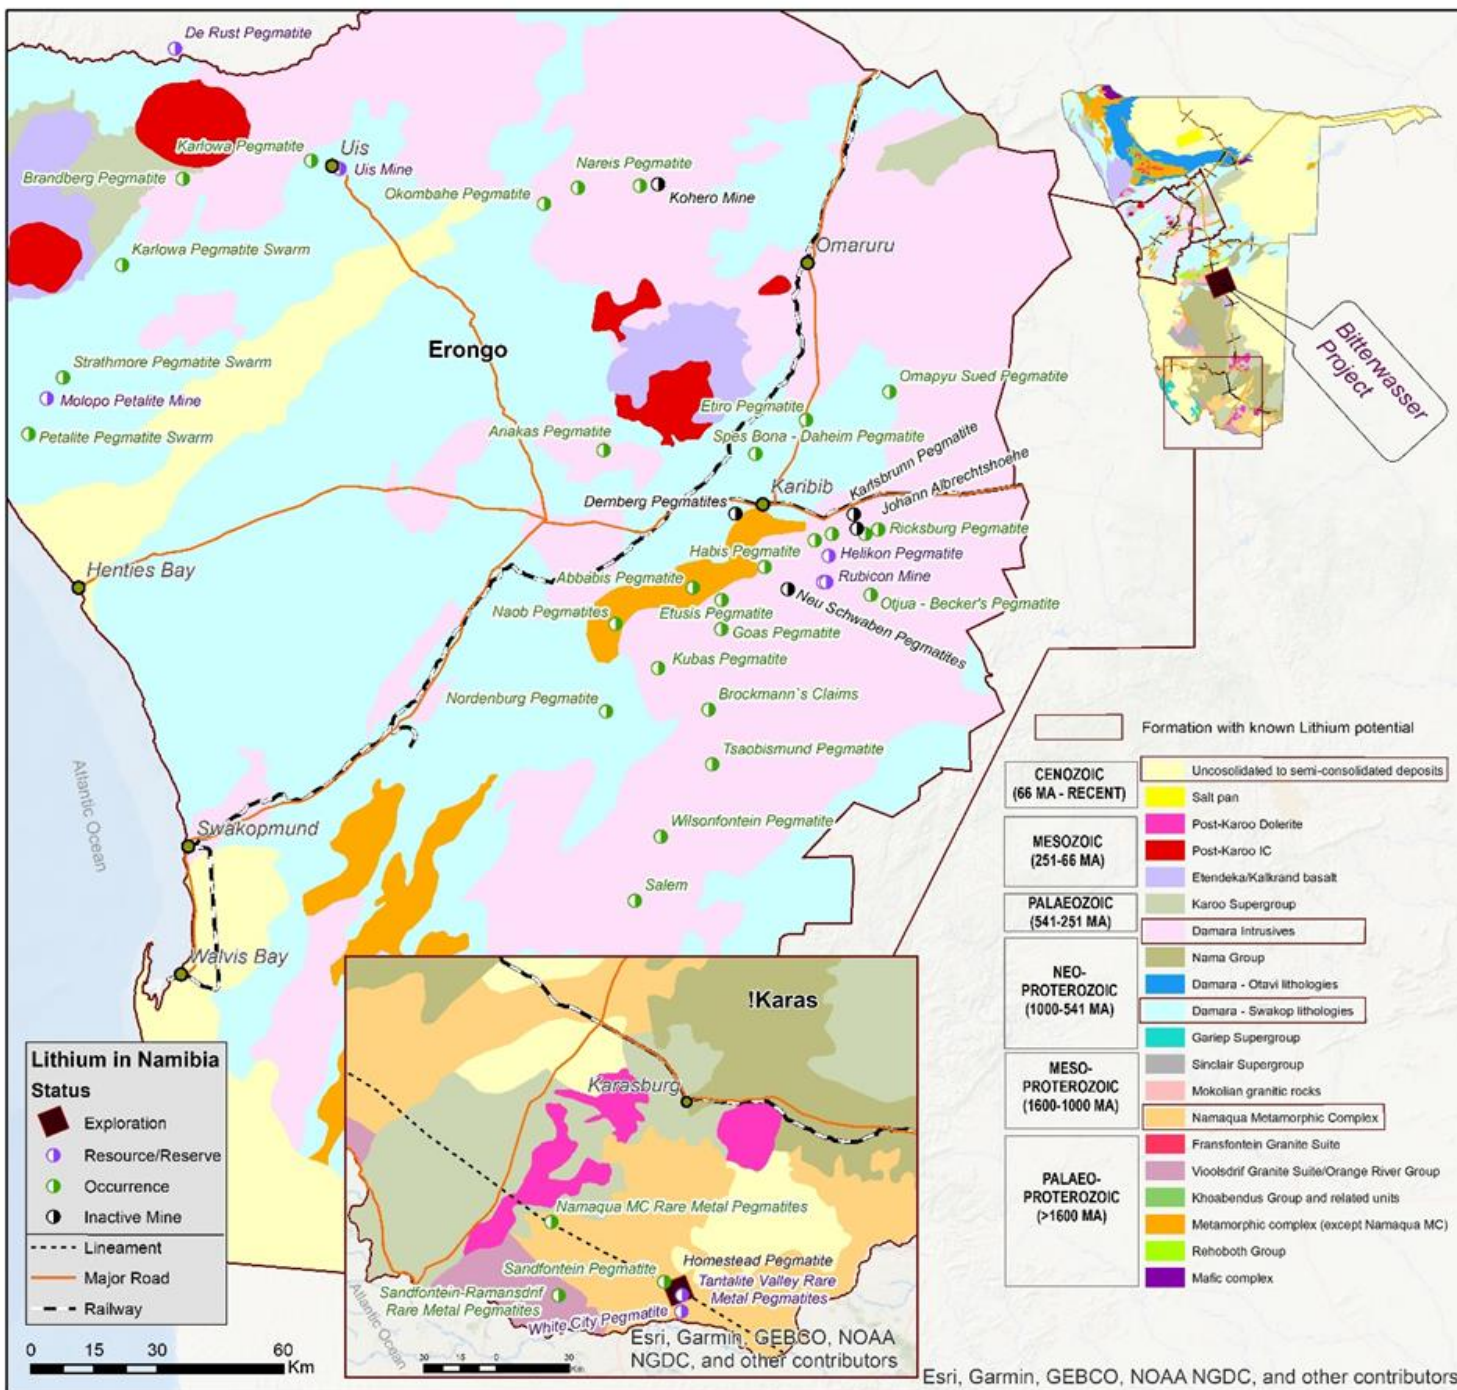 De Rust Pegmatite
Karlowa Pegmatite
Uis
Uis Mine
Brandberg Pegmatite
Nareis Pegmatite
Okombahe Pegmatite
Kohero Mine
Karlowa Pegmatite Swarm
Omaruru
Erongo
Strathmore Pegmatite Swarm
Molopo Petalite Mine
Petalite Pegmatite Swarm
Omapyu Sued Pegmatite
Etiro Pegmatite
Ariakas Pegmatite
Spes Bona - Daheim Pegmatite
Karlsbrunn Pegmatite
Johann Albrechtshoehe
Karibib
Demberg Pegmatites
Ricksburg Pegmatite
Habis Pegmatite
Helikon Pegmatite
Henties Bay
Abbabis Pegmatite
Rubicon Mine
Naob Pegmatites
Etusis Pegmatite
Otjua - Becker's Pegmatite
Goas Pegmatite
Neu Schwaben Pegmatites
Kubas Pegmatite
Nordenburg Pegmatite
Brockmann`s Claims
Tsaobismund Pegmatite
Atlantic Ocean
Swakopmund
Wilsonfontein Pegmatite
Salem
Walvis Bay
Bitterwasser
Project
Formation with known Lithium potential
CENOZOIC
(66 MA - RECENT)
Uncosolidated to semi-consolidated deposits
Salt pan
MESOZOIC
(251-66 MA)
Post-Karoo Dolerite
Post-Karoo IC
Etendeka/Kalkrand basalt
PALAEOZOIC
(541-251 MA)
Karoo Supergroup
Damara Intrusives
NEO-
PROTEROZOIC
(1000-541 MA)
Nama Group
Damara - Otavi lithologies
Damara - Swakop lithologies
Gariep Supergroup
MESO-
PROTEROZOIC
(1600-1000 MA)
Sinclair Supergroup
Mokolian granitic rocks
Namaqua Metamorphic Complex
PALAEO-
PROTEROZOIC
(>1600 MA)
Fransfontein Granite Suite
Vioolsdrif Granite Suite/Orange River Group
Khoabendus Group and related units
Metamorphic complex (except Namaqua MC)
Rehoboth Group
Mafic complex
Lithium in Namibia
Status
Exploration
Resource/Reserve
Occurrence
Inactive Mine
Lineament
Major Road
Railway
0 30 60
Km
!Karas
Karasburg
Namaqua MC Rare Metal Pegmatites
Sandfontein Pegmatite
Homestead Pegmatite
Tantalite Valley Rare
Metal Pegmatites
Sandfontein-Ramansdrif
Rare Metal Pegmatites
White City Pegmatite
Atlantic Ocean
30 15 0 30
Km
Esri, Garmin, GEBCO, NOAA
NGDC, and other contributors
Esri, Garmin, GEBCO, NOAA NGDC, and other contributors